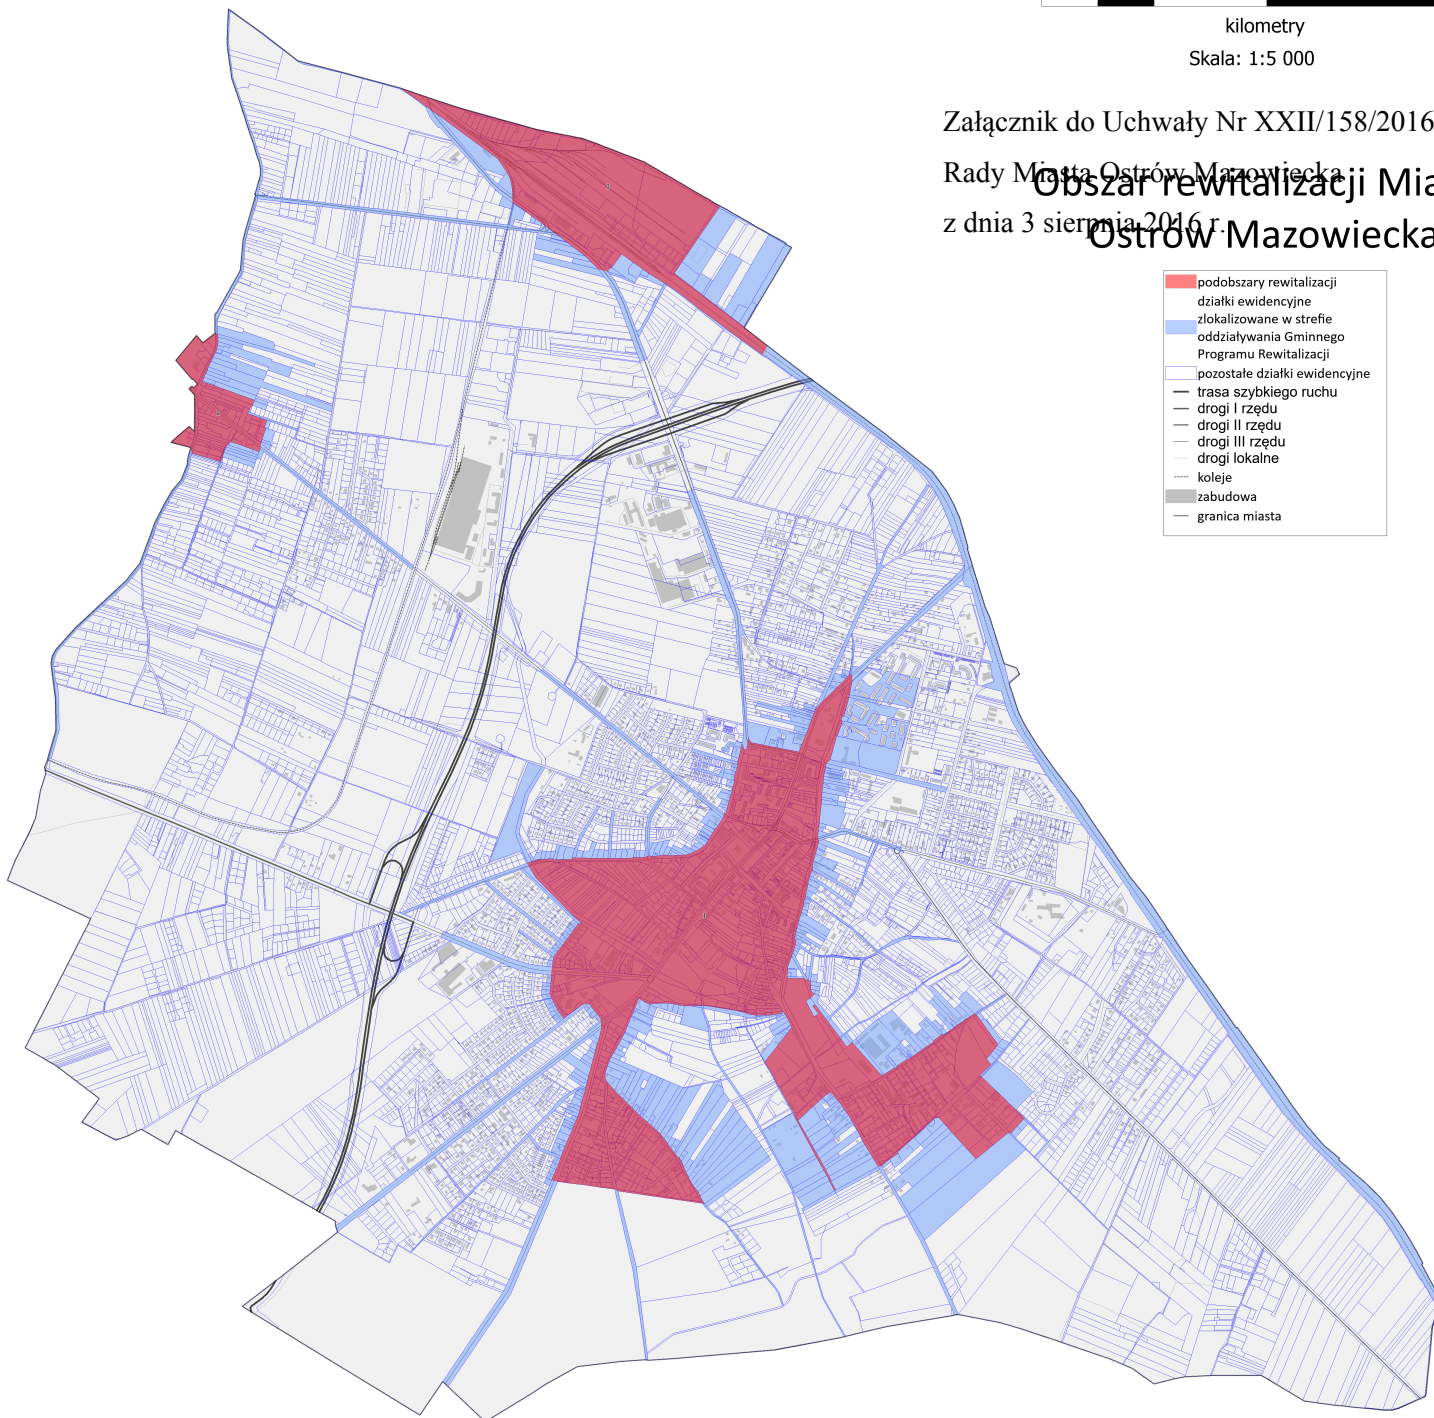 kilometry
Skala: 1:5 000
Załącznik do Uchwały Nr XXII/158/2016
Rady Miasta Ostrów Mazowiecka
Obszar rewitalizacji Mia
z dnia 3 sierpnia 2016 r.
Ostrów Mazowiecka
podobszary rewitalizacji
działki ewidencyjne
zlokalizowane w strefie
oddziaływania Gminnego
Programu Rewitalizacji
pozostałe działki ewidencyjne
trasa szybkiego ruchu
drogi I rzędu
drogi II rzędu
drogi III rzędu
drogi lokalne
koleje
zabudowa
granica miasta